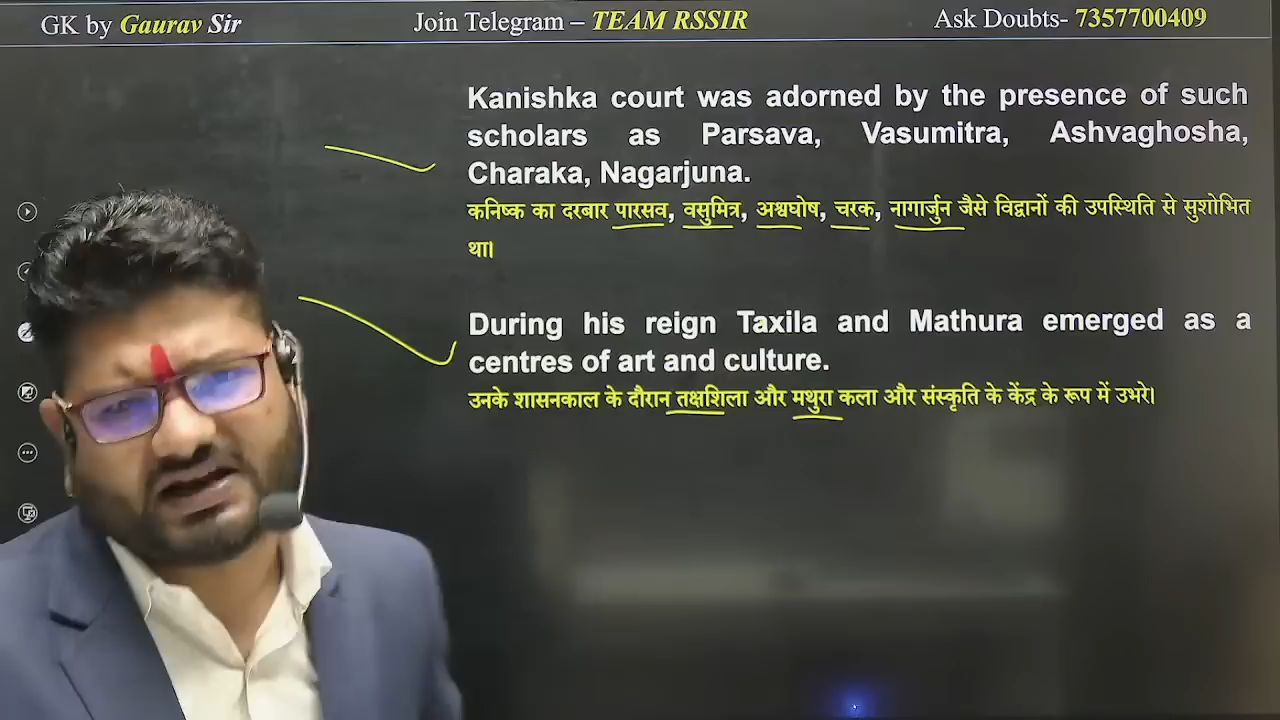 GK by Gaurav Sir
Join Telegram – TEAM RSSIR
Ask Doubts- 7357700409
Kanishka court was adorned by the presence of such
scholars as Parsava, Vasumitra, Ashvaghosha,
Charaka, Nagarjuna.
कनिष्क का दरबार पारसव, वसुमित्र, अश्वघोष, चरक, नागार्जुन जैसे विद्वानों की उपस्थिति से सुशोभित
था।
During his reign Taxila and Mathura emerged as a
centres of art and culture.
उनके शासनकाल के दौरान तक्षशिला और मथुरा कला और संस्कृति के केंद्र के रूप में उभरे।